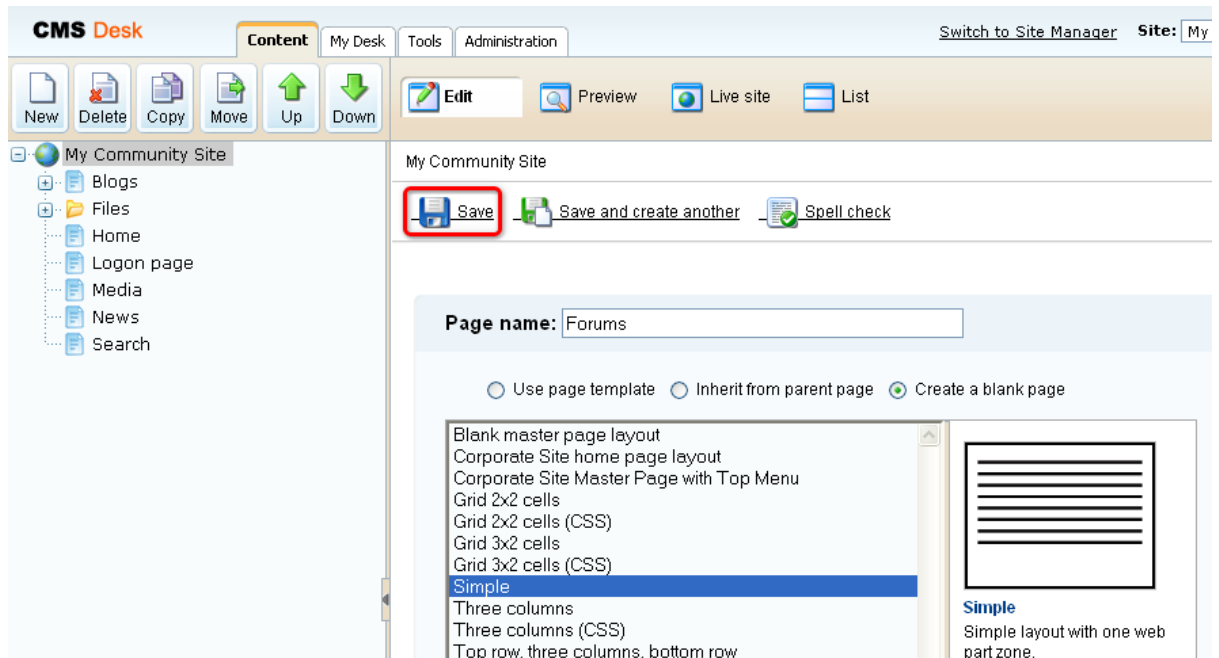 CMS Desk
Content
My Desk
Tools
Administration
Switch to Site Manager
Site:
My
New
Delete
Copy
Move
Up
Down
Edit
Preview
Live site
List
My Community Site
Blogs
Files
Home
Logon page
Media
News
Search
My Community Site
Save
Save and create another
Spell check
Page name: Forums
Use page template
Inherit from parent page
Create a blank page
Blank master page layout
Corporate Site home page layout
Corporate Site Master Page with Top Menu
Grid 2x2 cells
Grid 2x2 cells (CSS)
Grid 3x2 cells
Grid 3x2 cells (CSS)
Simple
Three columns
Three columns (CSS)
Top row, three columns, bottom row
Simple
Simple layout with one web
part zone.